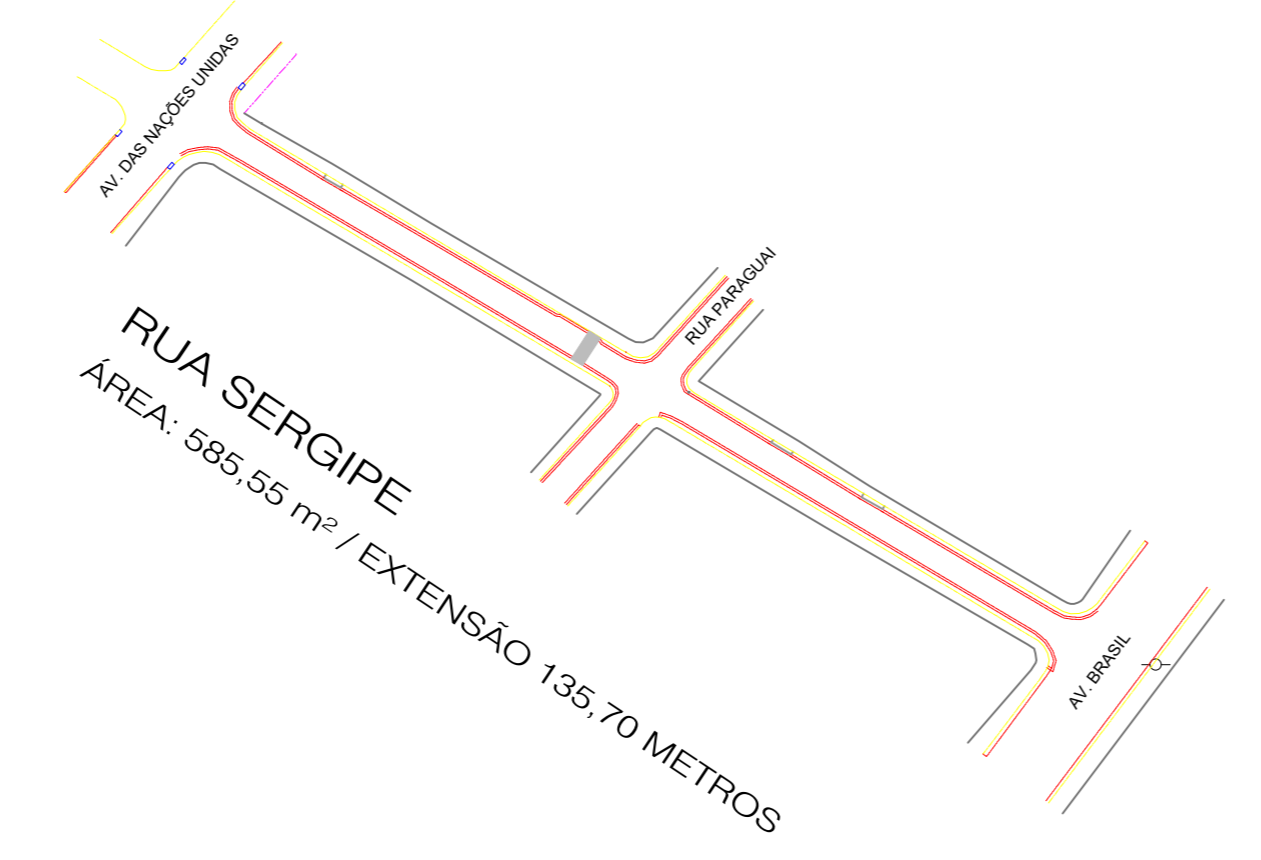 AV. DAS NAÇÕES UNIDAS
RUA PARAGUAI
RUA SERGIPE
ÁREA: 585,55 m² / EXTENSÃO 135,70 METROS
AV. BRASIL